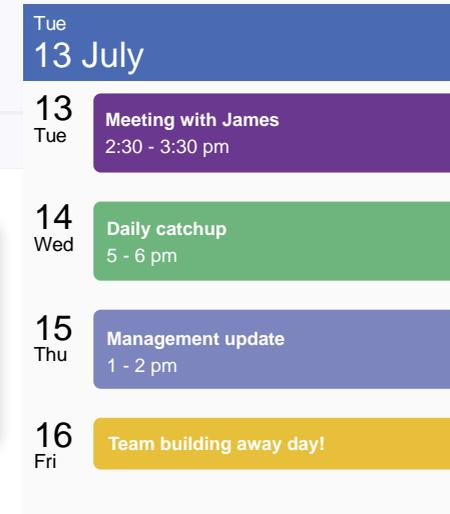 Tue
13 July
13
Tue
Meeting with James
2:30 - 3:30 pm
14
Wed
Daily catchup
5 - 6 pm
15
Thu
Management update
1 - 2 pm
16
Fri
Team building away day!